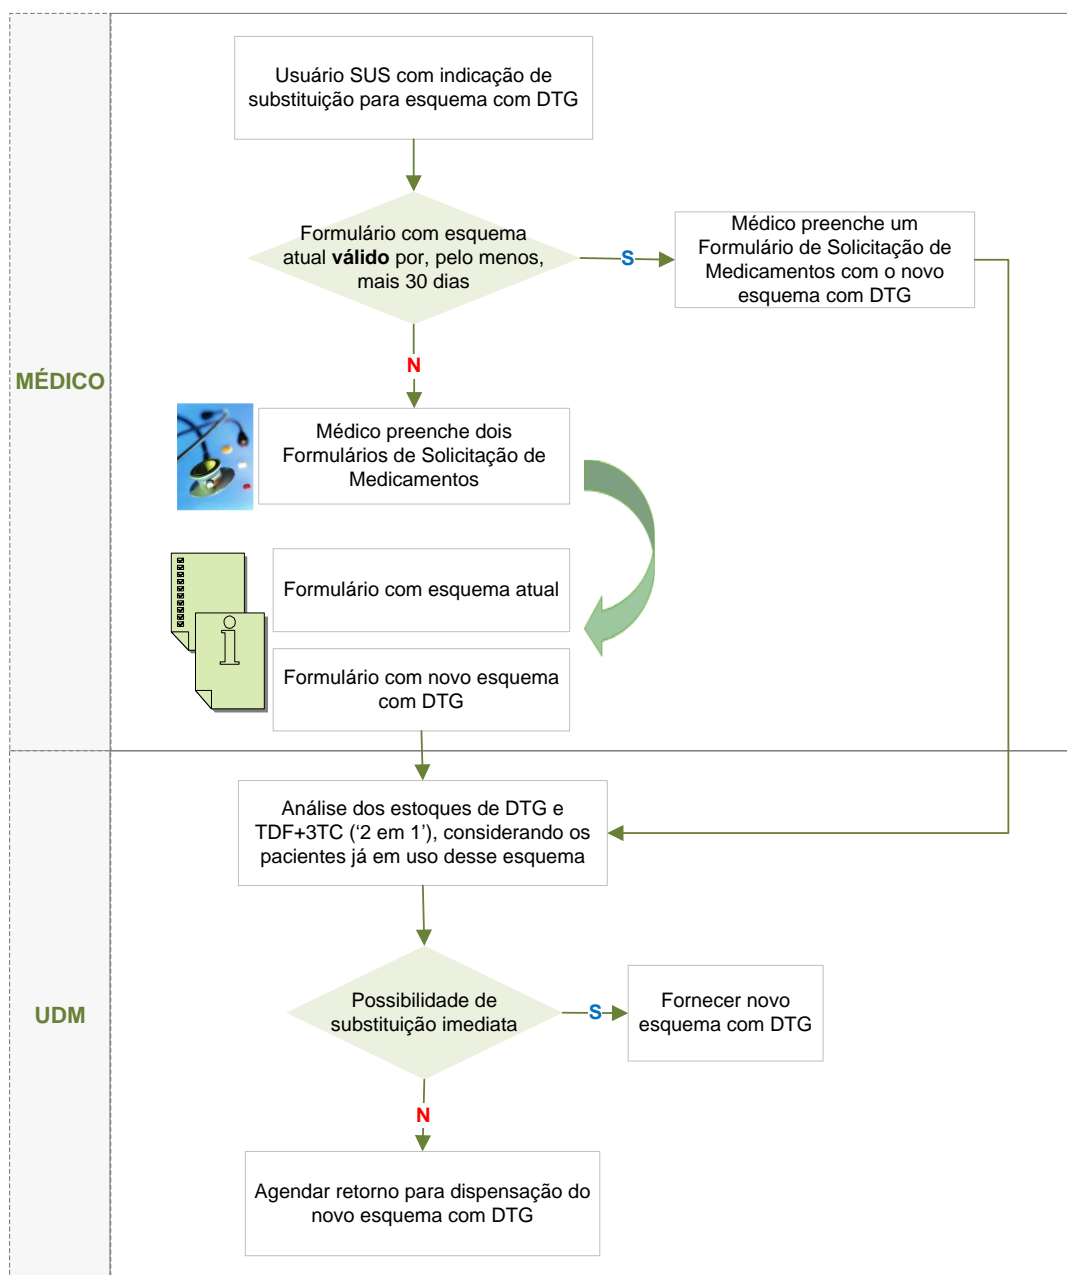 Usuário SUS com indicação de
substituição para esquema com DTG
Formulário com esquema
atual válido por, pelo menos,
mais 30 dias
S
Médico preenche um
Formulário de Solicitação de
Medicamentos com o novo
esquema com DTG
N
MÉDICO
Médico preenche dois
Formulários de Solicitação de
Medicamentos
Formulário com esquema atual
i
Formulário com novo esquema
com DTG
Análise dos estoques de DTG e
TDF+3TC (‘2 em 1’), considerando os
pacientes já em uso desse esquema
UDM
Possibilidade de
substituição imediata
S
Fornecer novo
esquema com DTG
N
Agendar retorno para dispensação do
novo esquema com DTG